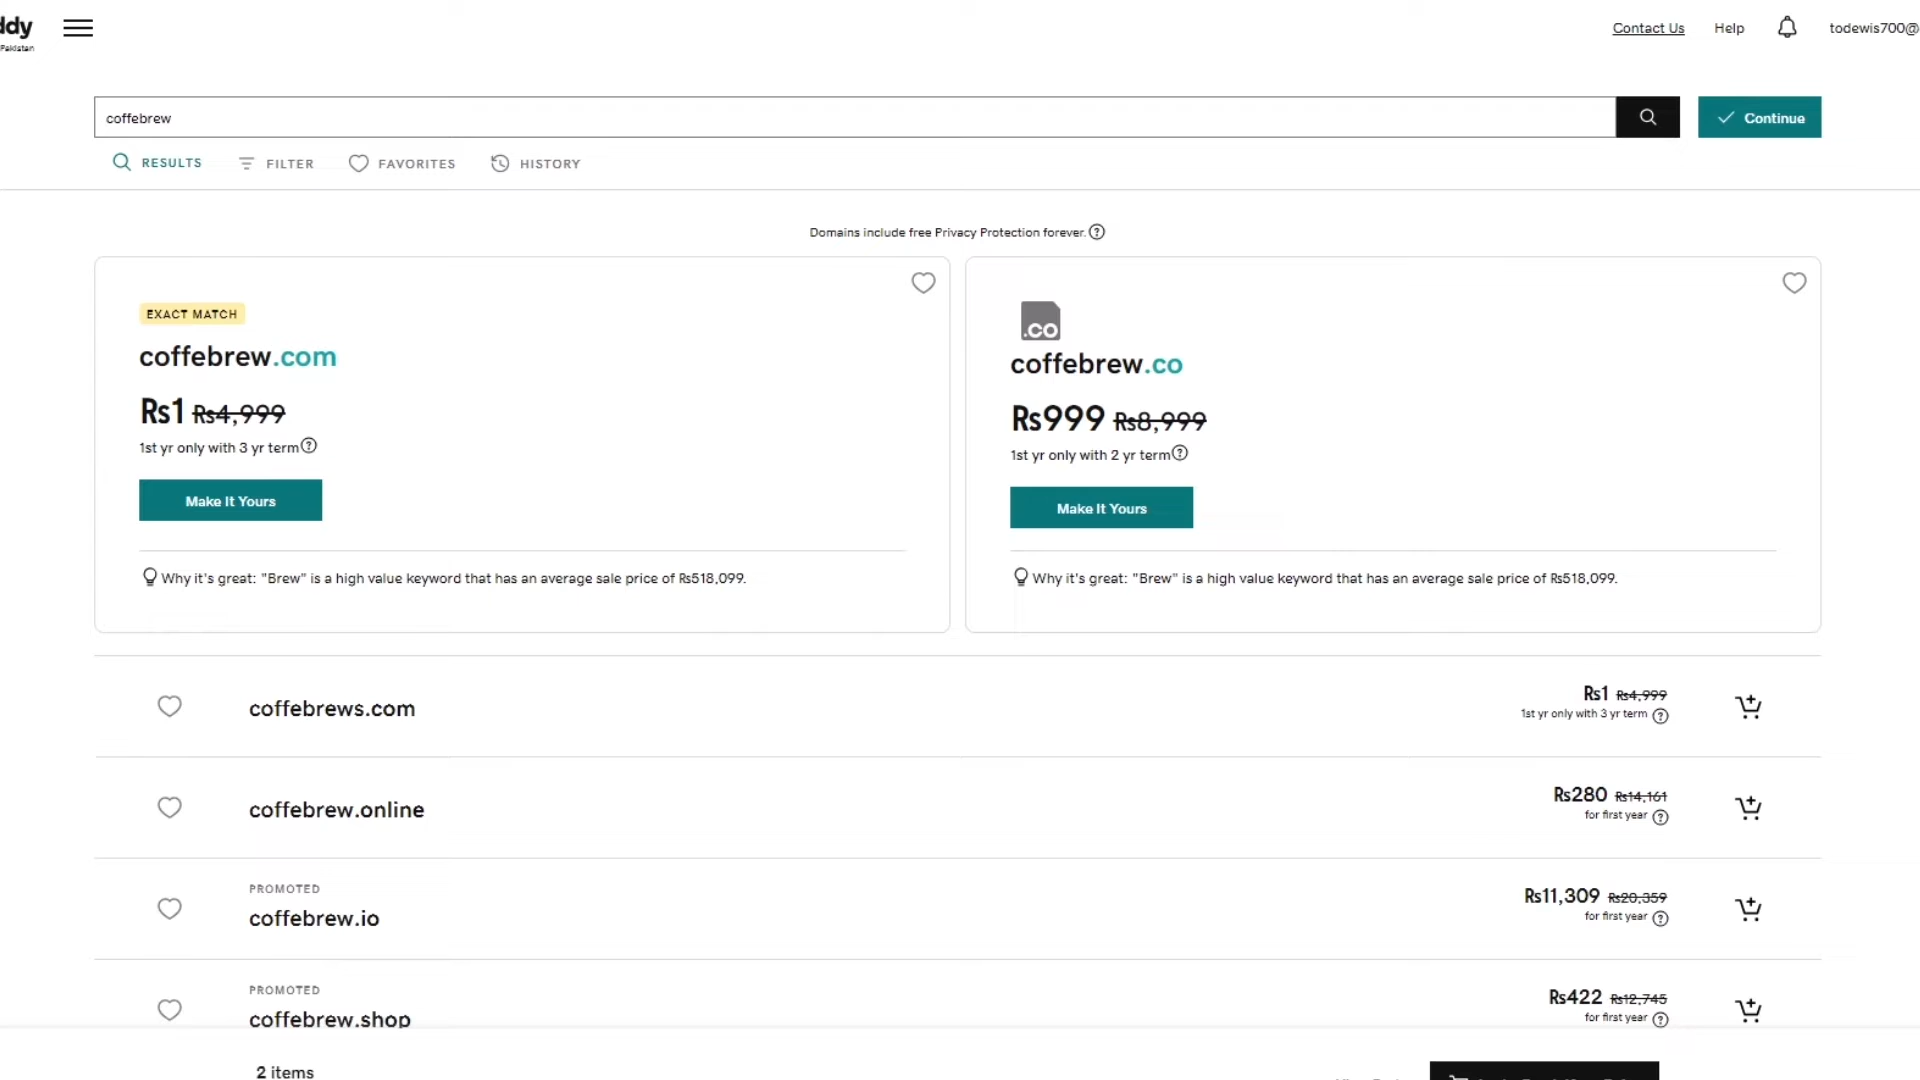 ddy
Pakistan
Contact Us
Help
todewis700@
coffebrew
Continue
RESULTS
FILTER
FAVORITES
HISTORY
Domains include free Privacy Protection forever.
EXACT MATCH
coffebrew.com
Rs1 Rs4,999
1st yr only with 3 yr term
Make It Yours
Why it's great: "Brew" is a high value keyword that has an average sale price of Rs518,099.
.co
coffebrew.co
Rs999 Rs8,999
1st yr only with 2 yr term
Make It Yours
Why it's great: "Brew" is a high value keyword that has an average sale price of Rs518,099.
coffebrews.com
Rs1 Rs4,999
1st yr only with 3 yr term
coffebrew.online
Rs280 Rs14,161
for first year
PROMOTED
coffebrew.io
Rs11,309 Rs20,359
for first year
PROMOTED
coffebrew.shop
Rs422 Rs12,745
for first year
2 items